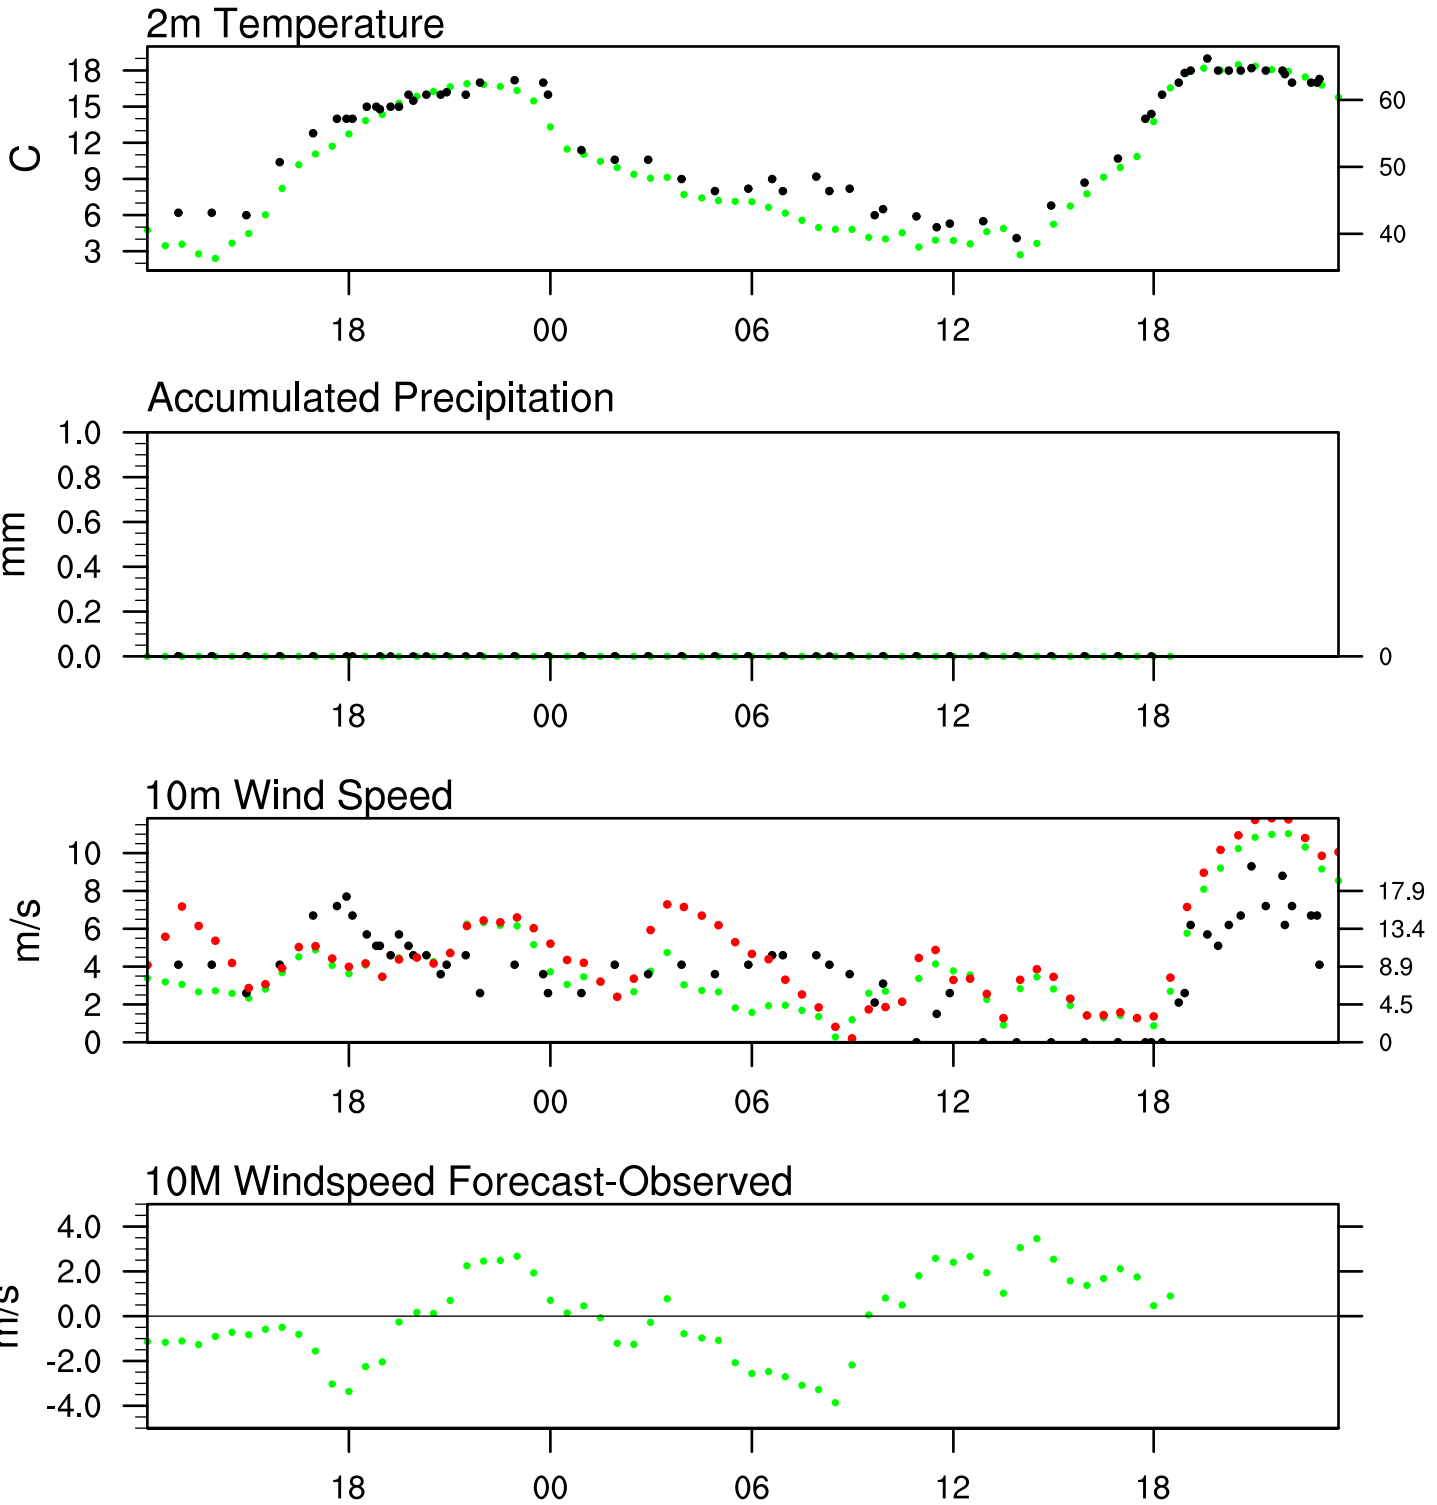 2m Temperature
18
15
12
9
6
3
C
60
50
40
18 00 06 12 18
Accumulated Precipitation
1.0
0.8
0.6
0.4
0.2
0.0
mm
0
18 00 06 12 18
10m Wind Speed
10
8
6
4
2
0
m/s
17.9
13.4
8.9
4.5
0
18 00 06 12 18
10M Windspeed Forecast-Observed
4.0
2.0
0.0
-2.0
-4.0
m/s
18 00 06 12 18